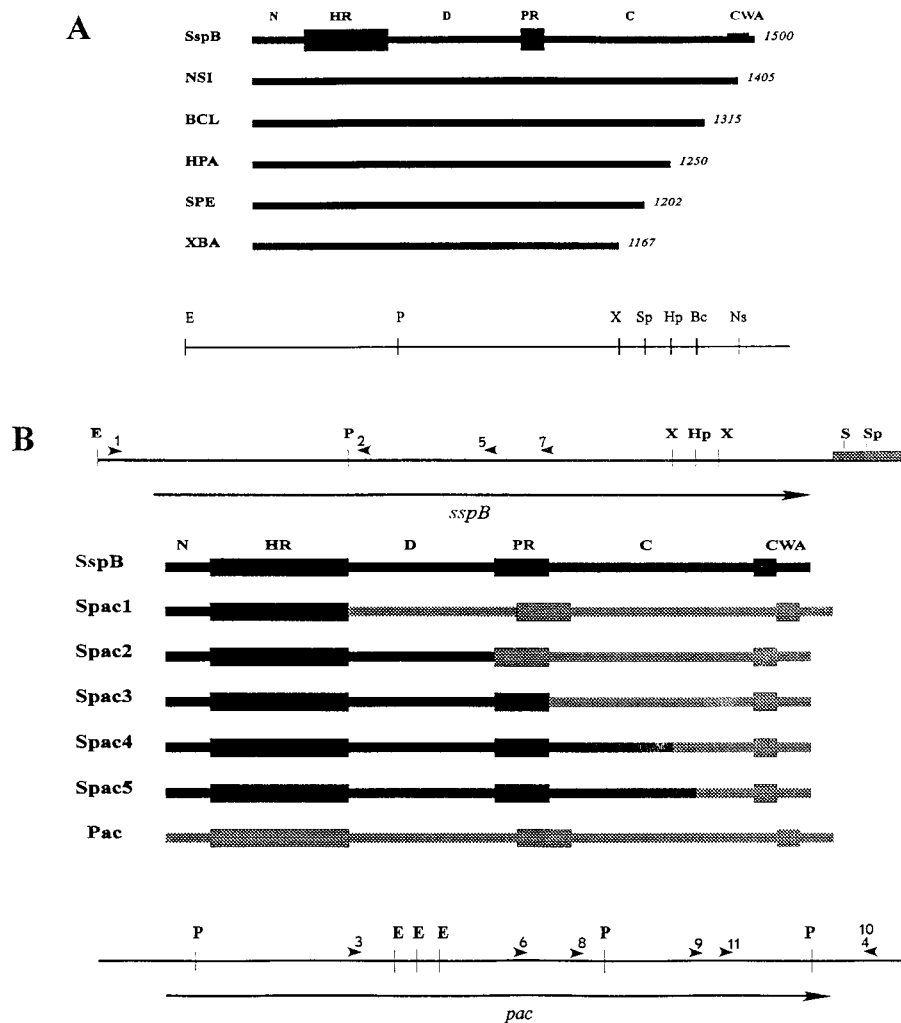 A
N HR D PR C CWA
SspB 1500
NSI 1405
BCL 1315
HPA 1250
SPE 1202
XBA 1167
E P X Sp Hp Bc Ns
B
E 1 P 2 5 7 X Hp X S Sp
sspB
N HR D PR C CWA
SspB
Spac1
Spac2
Spac3
Spac4
Spac5
Pac
P 3 E E E 6 8 P 9 11 P 10
4
pac